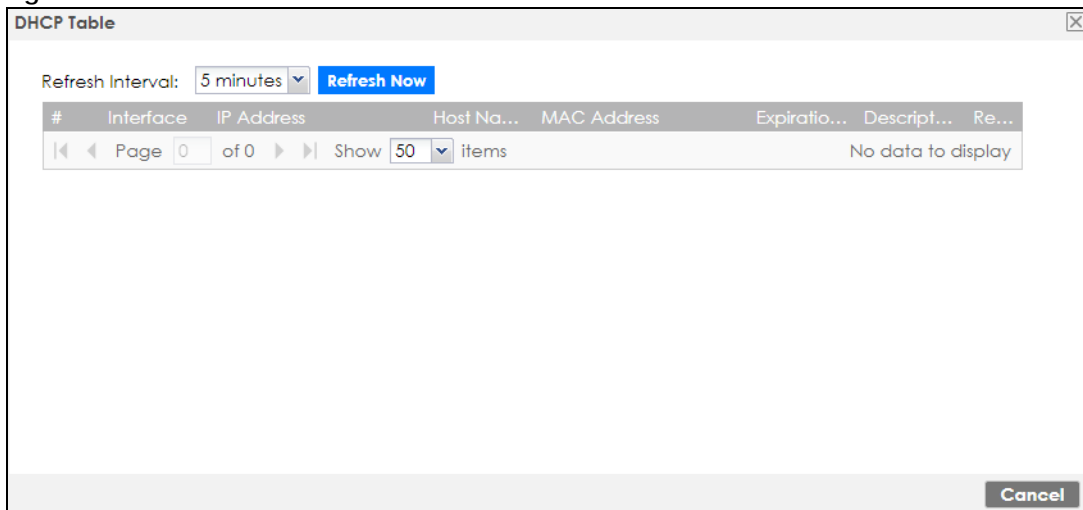 DHCP Table
Refresh Interval: 5 minutes Refresh Now
# Interface IP Address Host Na... MAC Address Expiratio... Descript... Re...
Page 0 of 0 Show 50 items No data to display
Cancel